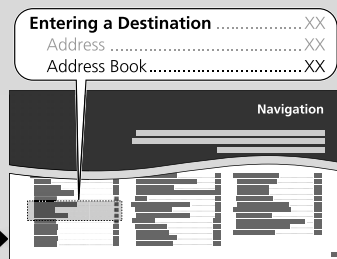 Entering a Destination .................... XX
Address ............................................. XX
Address Book.................................... XX
Navigation